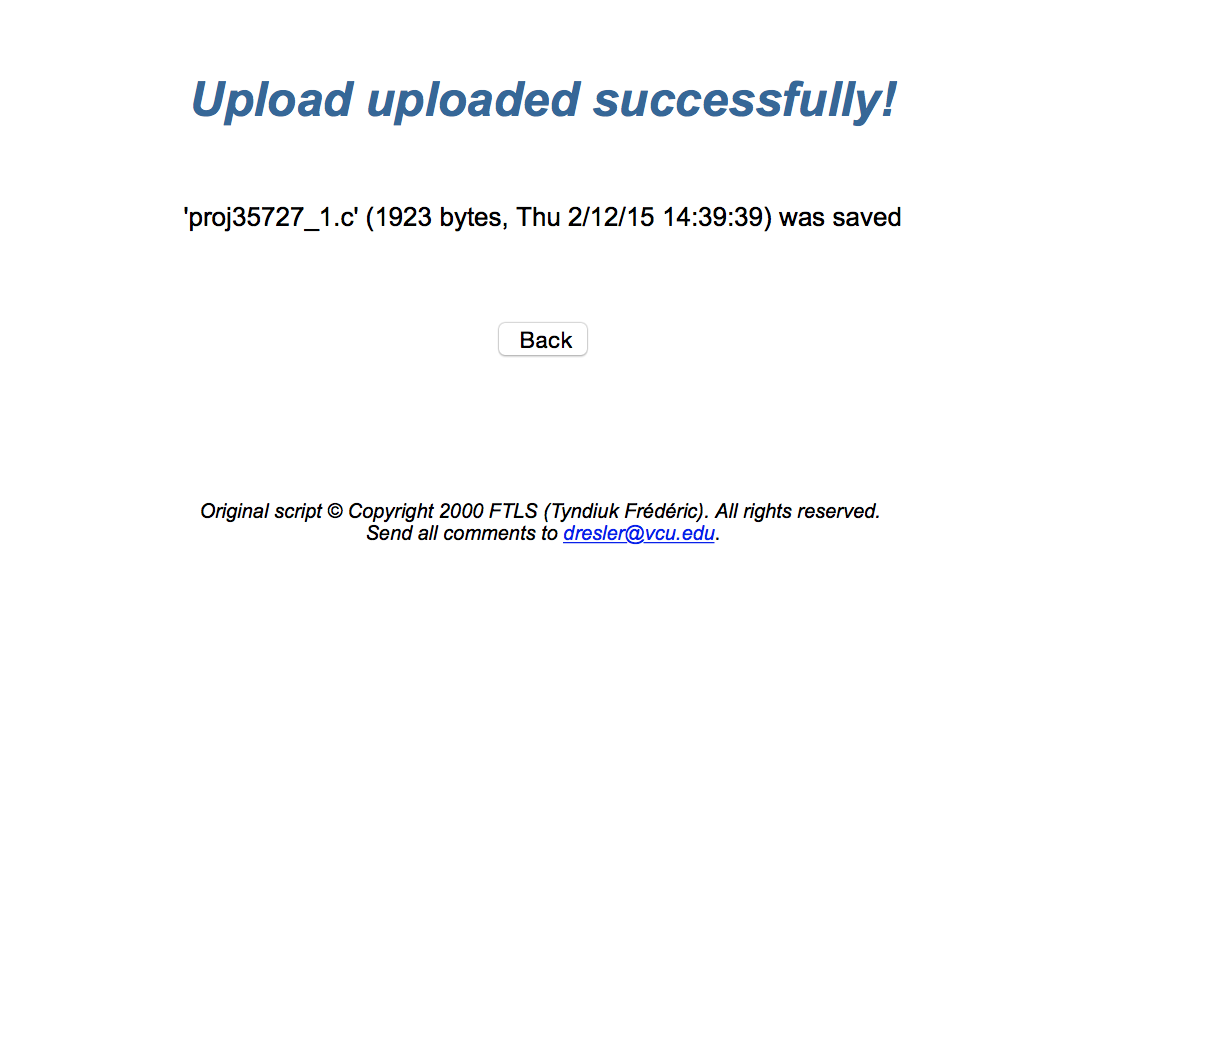 Upload uploaded successfully!
'proj35727_1.c' (1923 bytes, Thu 2/12/15 14:39:39) was saved
Back
Original script © Copyright 2000 FTLS (Tyndiuk Frédéric). All rights reserved.
Send all comments to dresler@vcu.edu.